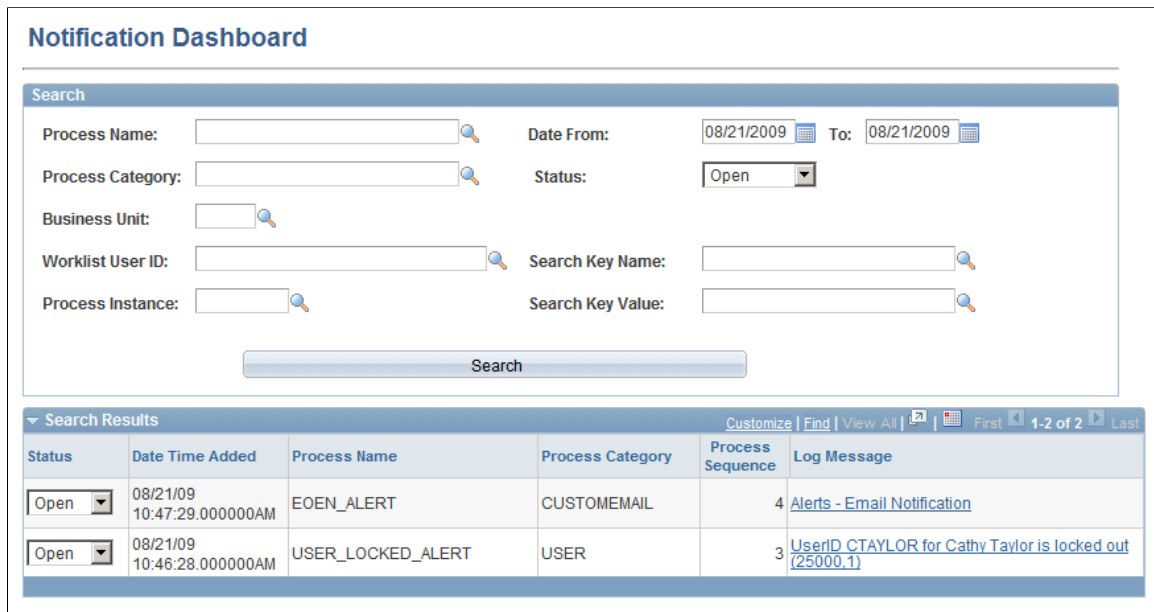 Notification Dashboard
Search
Process Name:
Date From: 08/21/2009 To: 08/21/2009
Process Category:
Status: Open
Business Unit:
Worklist User ID:
Search Key Name:
Process Instance:
Search Key Value:
Search
Search Results
Customize | Find | View All | | First 1-2 of 2 Last
Status Date Time Added Process Name Process Category Process Sequence Log Message
Open 08/21/09 10:47:29.000000AM EOEN_ALERT CUSTOMEMAIL 4 Alerts - Email Notification
Open 08/21/09 10:46:28.000000AM USER_LOCKED_ALERT USER 3 UserID CTAYLOR for Cathy Taylor is locked out (25000,1)